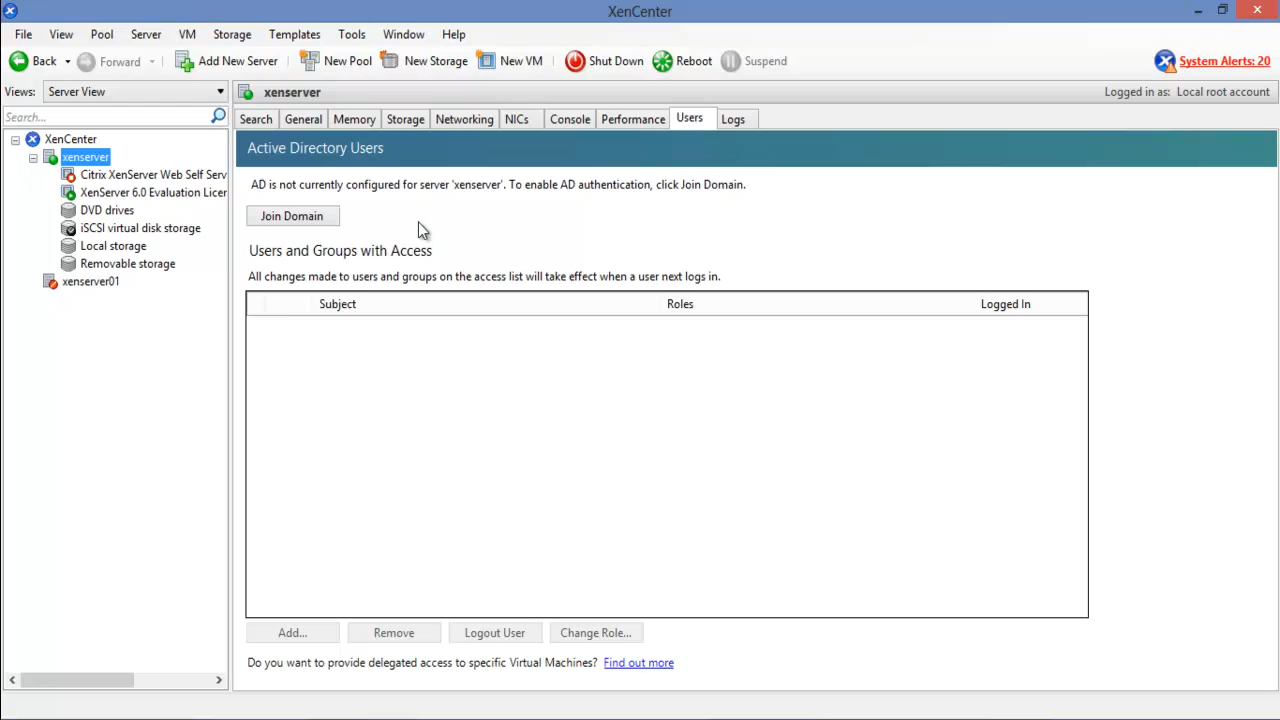 XenCenter
File View Pool Server VM Storage Templates Tools Window Help
Back Forward Add New Server New Pool New Storage New VM Shut Down Reboot Suspend System Alerts: 20
Views: Server View
xenserver Logged in as: Local root account
Search...
Search General Memory Storage Networking NICs Console Performance Users Logs
XenCenter
xenserver
Citrix XenServer Web Self Serv
XenServer 6.0 Evaluation Licer
DVD drives
iSCSI virtual disk storage
Local storage
Removable storage
xenserver01
Active Directory Users
AD is not currently configured for server 'xenserver'. To enable AD authentication, click Join Domain.
Join Domain
Users and Groups with Access
All changes made to users and groups on the access list will take effect when a user next logs in.
Subject Roles Logged In
Add... Remove Logout User Change Role...
Do you want to provide delegated access to specific Virtual Machines? Find out more